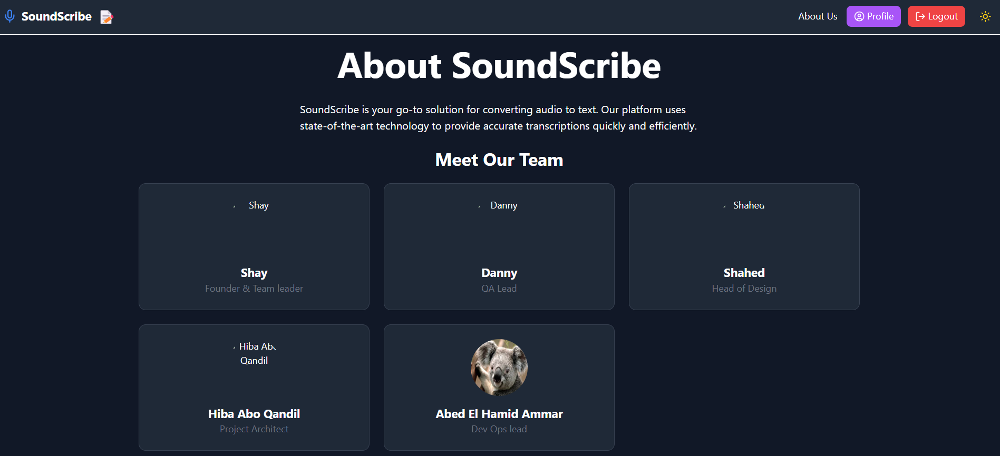 SoundScribe
About Us
Profile
Logout
About SoundScribe
SoundScribe is your go-to solution for converting audio to text. Our platform uses
state-of-the-art technology to provide accurate transcriptions quickly and efficiently.
Meet Our Team
Shay
Shay
Founder & Team leader
Danny
Danny
QA Lead
Shahed
Shahed
Head of Design
Hiba Abo
Qandil
Hiba Abo Qandil
Project Architect
Abed El Hamid Ammar
Dev Ops lead